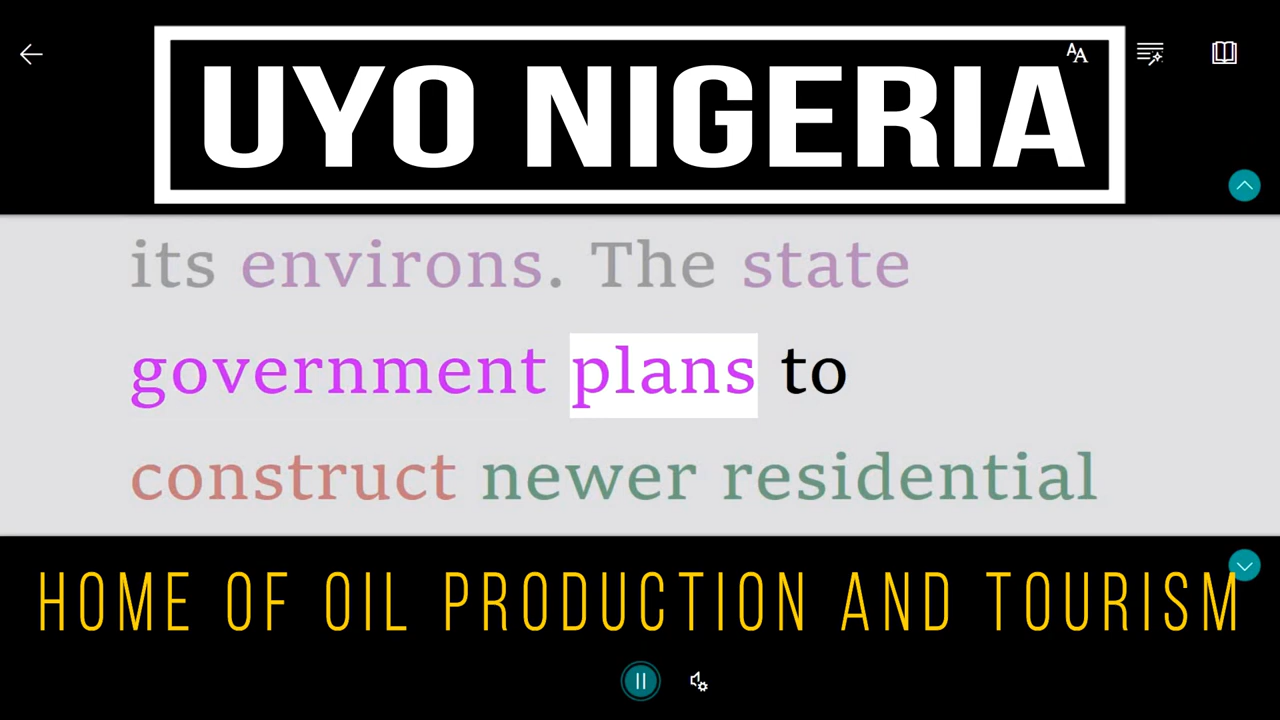 UYO NIGERIA
its environs. The state
government plans to
construct newer residential
HOME OF OIL PRODUCTION AND TOURISM